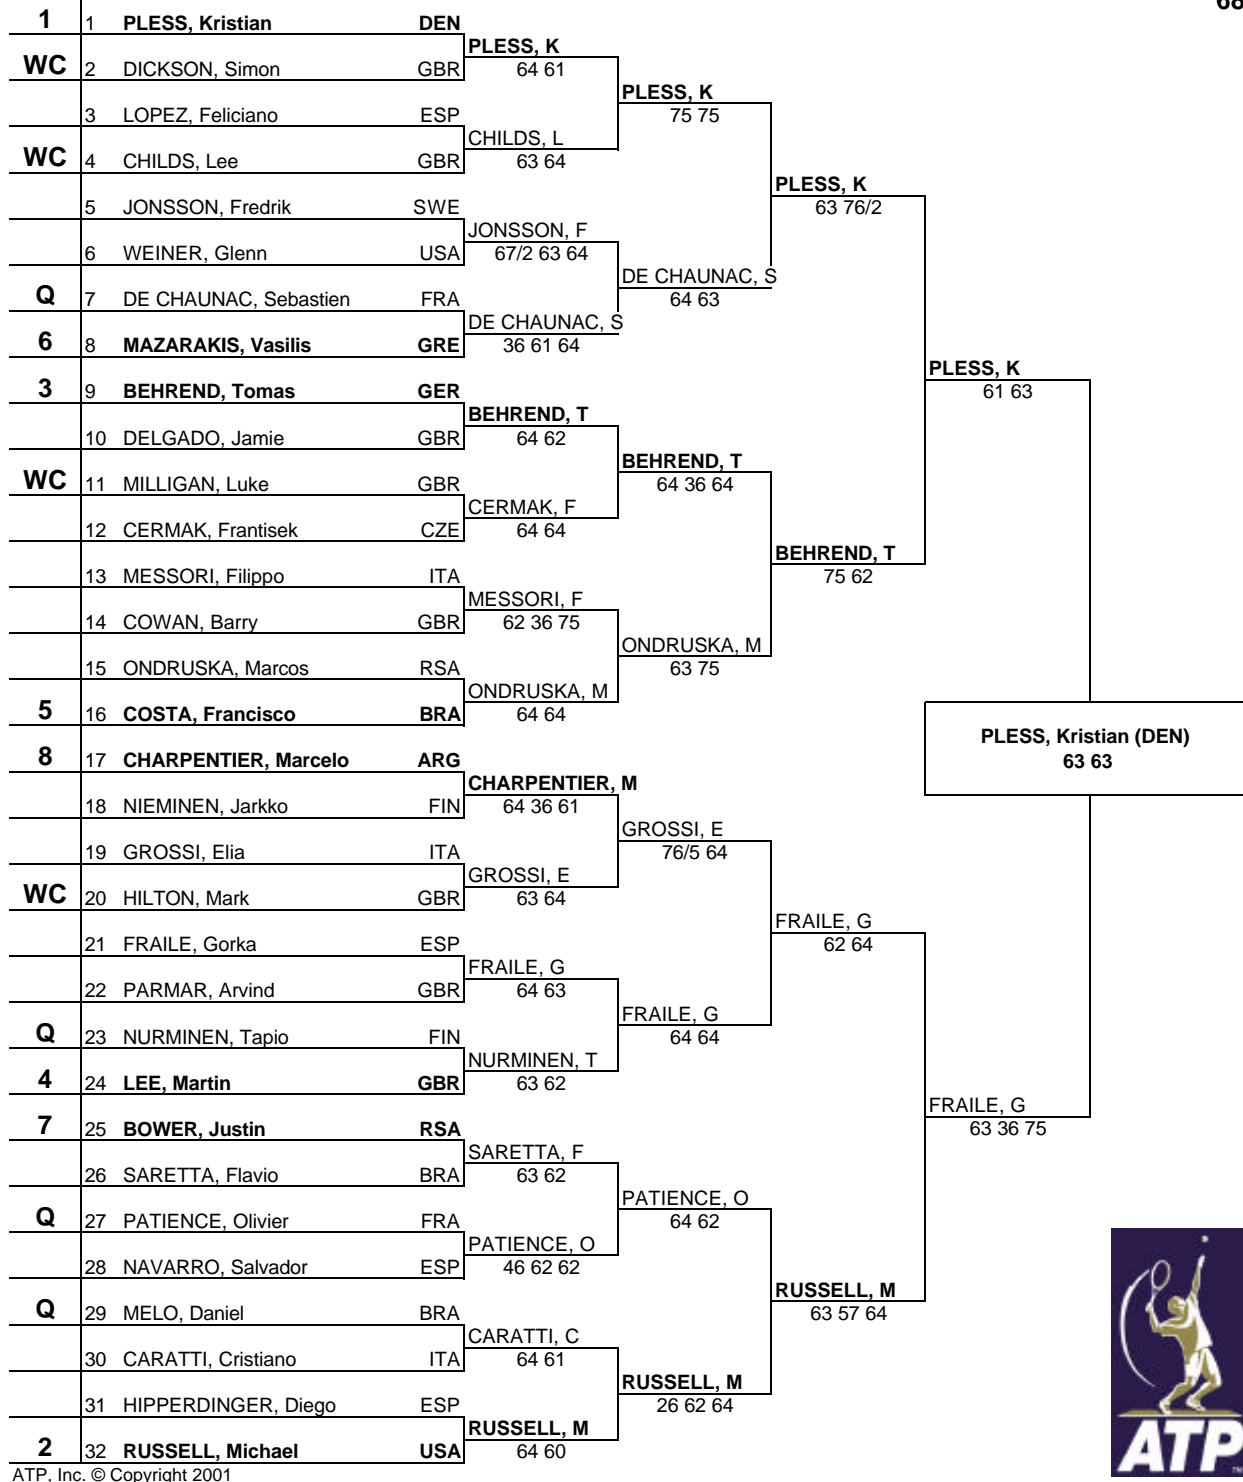 68
1 1 PLESS, Kristian DEN
PLESS, K
WC 2 DICKSON, Simon GBR 64 61
PLESS, K
3 LOPEZ, Feliciano ESP 75 75
CHILDS, L
WC 4 CHILDS, Lee GBR 63 64
PLESS, K
5 JONSSON, Fredrik SWE 63 76/2
JONSSON, F
6 WEINER, Glenn USA 67/2 63 64
DE CHAUNAC, S
Q 7 DE CHAUNAC, Sebastien FRA 64 63
DE CHAUNAC, S
6 8 MAZARAKIS, Vasilis GRE 36 61 64
PLESS, K
3 9 BEHREND, Tomas GER 61 63
BEHREND, T
10 DELGADO, Jamie GBR 64 62
BEHREND, T
WC 11 MILLIGAN, Luke GBR 64 36 64
CERMAK, F
12 CERMAK, Frantisek CZE 64 64
BEHREND, T
13 MESSORI, Filippo ITA 75 62
MESSORI, F
14 COWAN, Barry GBR 62 36 75
ONDRUSKA, M
15 ONDRUSKA, Marcos RSA 63 75
ONDRUSKA, M
5 16 COSTA, Francisco BRA 64 64
PLESS, Kristian (DEN)
8 17 CHARPENTIER, Marcelo ARG 63 63
CHARPENTIER, M
18 NIEMINEN, Jarkko FIN 64 36 61
GROSSI, E
19 GROSSI, Elia ITA 76/5 64
GROSSI, E
WC 20 HILTON, Mark GBR 63 64
FRAILE, G
21 FRAILE, Gorka ESP 62 64
FRAILE, G
22 PARMAR, Arvind GBR 64 63
FRAILE, G
Q 23 NURMINEN, Tapio FIN 64 64
NURMINEN, T
4 24 LEE, Martin GBR 63 62
FRAILE, G
7 25 BOWER, Justin RSA 63 36 75
SARETTA, F
26 SARETTA, Flavio BRA 63 62
PATIENCE, O
Q 27 PATIENCE, Olivier FRA 64 62
PATIENCE, O
28 NAVARRO, Salvador ESP 46 62 62
RUSSELL, M
Q 29 MELO, Daniel BRA 63 57 64
CARATTI, C
30 CARATTI, Cristiano ITA 64 61
RUSSELL, M
31 HIPPERDINGER, Diego ESP 26 62 64
RUSSELL, M
2 32 RUSSELL, Michael USA 64 60
ATP
ATP, Inc. © Copyright 2001